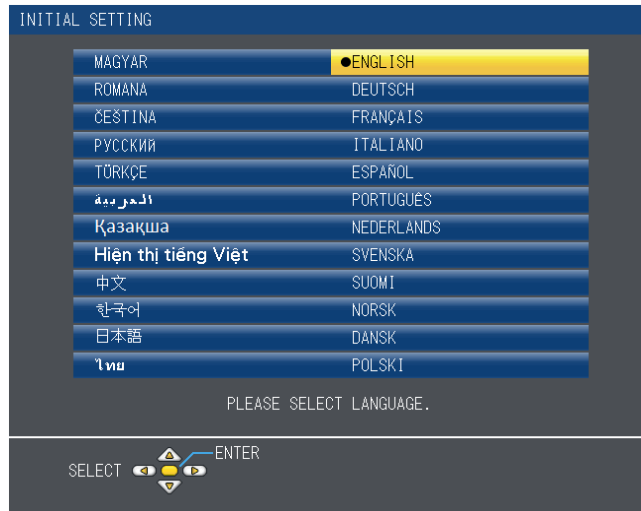 INITIAL SETTING
MAGYAR ●ENGLISH
ROMANA DEUTSCH
ČEŠTINA FRANÇAIS
РУССКИЙ ITALIANO
TÜRKÇE ESPAÑOL
العربية PORTUGUÊS
Қазақша NEDERLANDS
Hiện thị tiếng Việt SVENSKA
中文 SUOMI
한국어 NORSK
日本語 DANSK
ไทย POLSKI
PLEASE SELECT LANGUAGE.
ENTER
SELECT